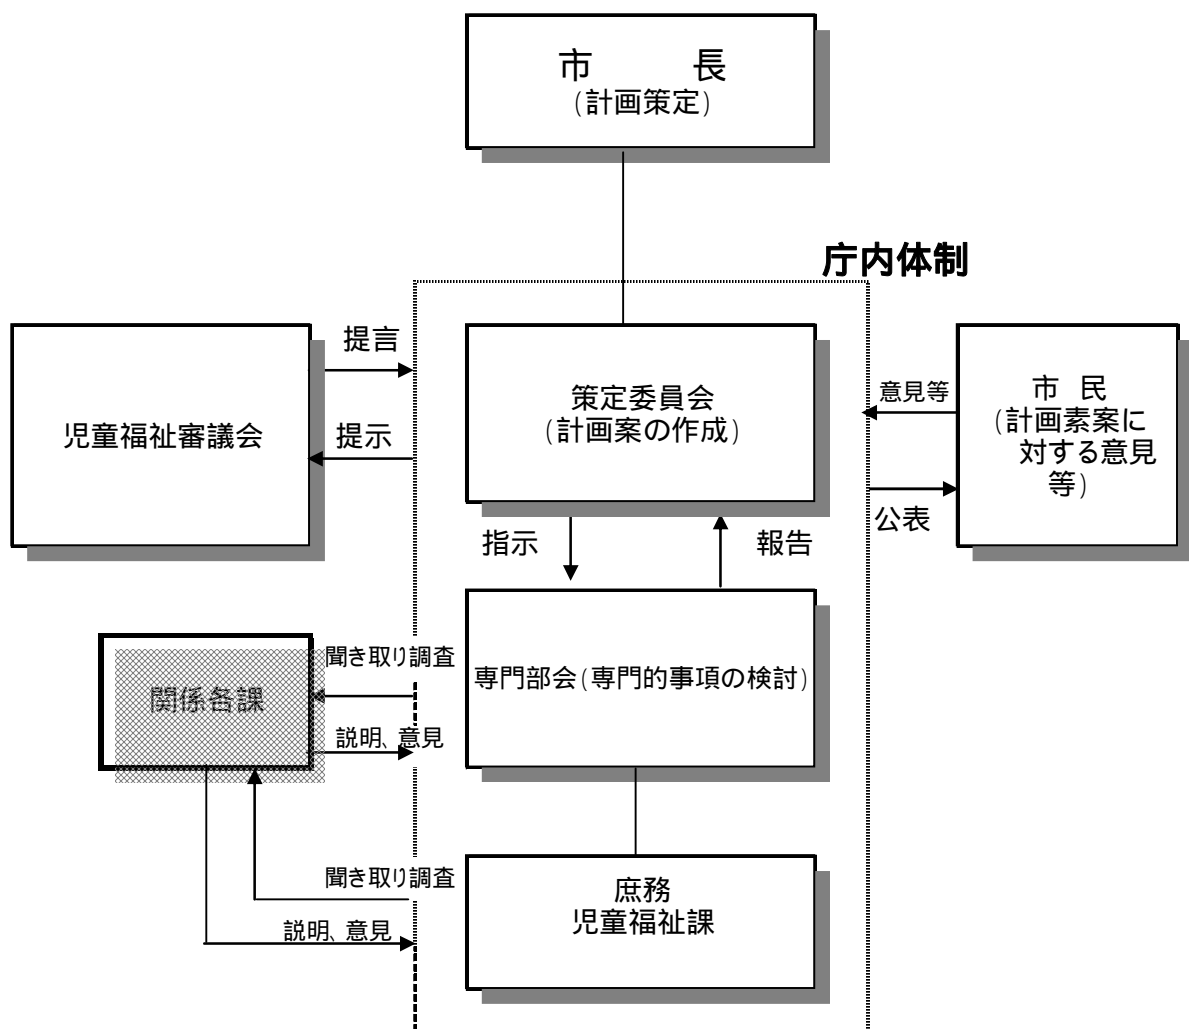 市　　長
(計画策定)
庁内体制
提言
児童福祉審議会
提示
策定委員会
(計画案の作成)
意見等
市　民
(計画素案に
対する意見
等)
公表
指示
報告
聞き取り調査
関係各課
説明、意見
専門部会(専門的事項の検討)
聞き取り調査
説明、意見
庶務
児童福祉課